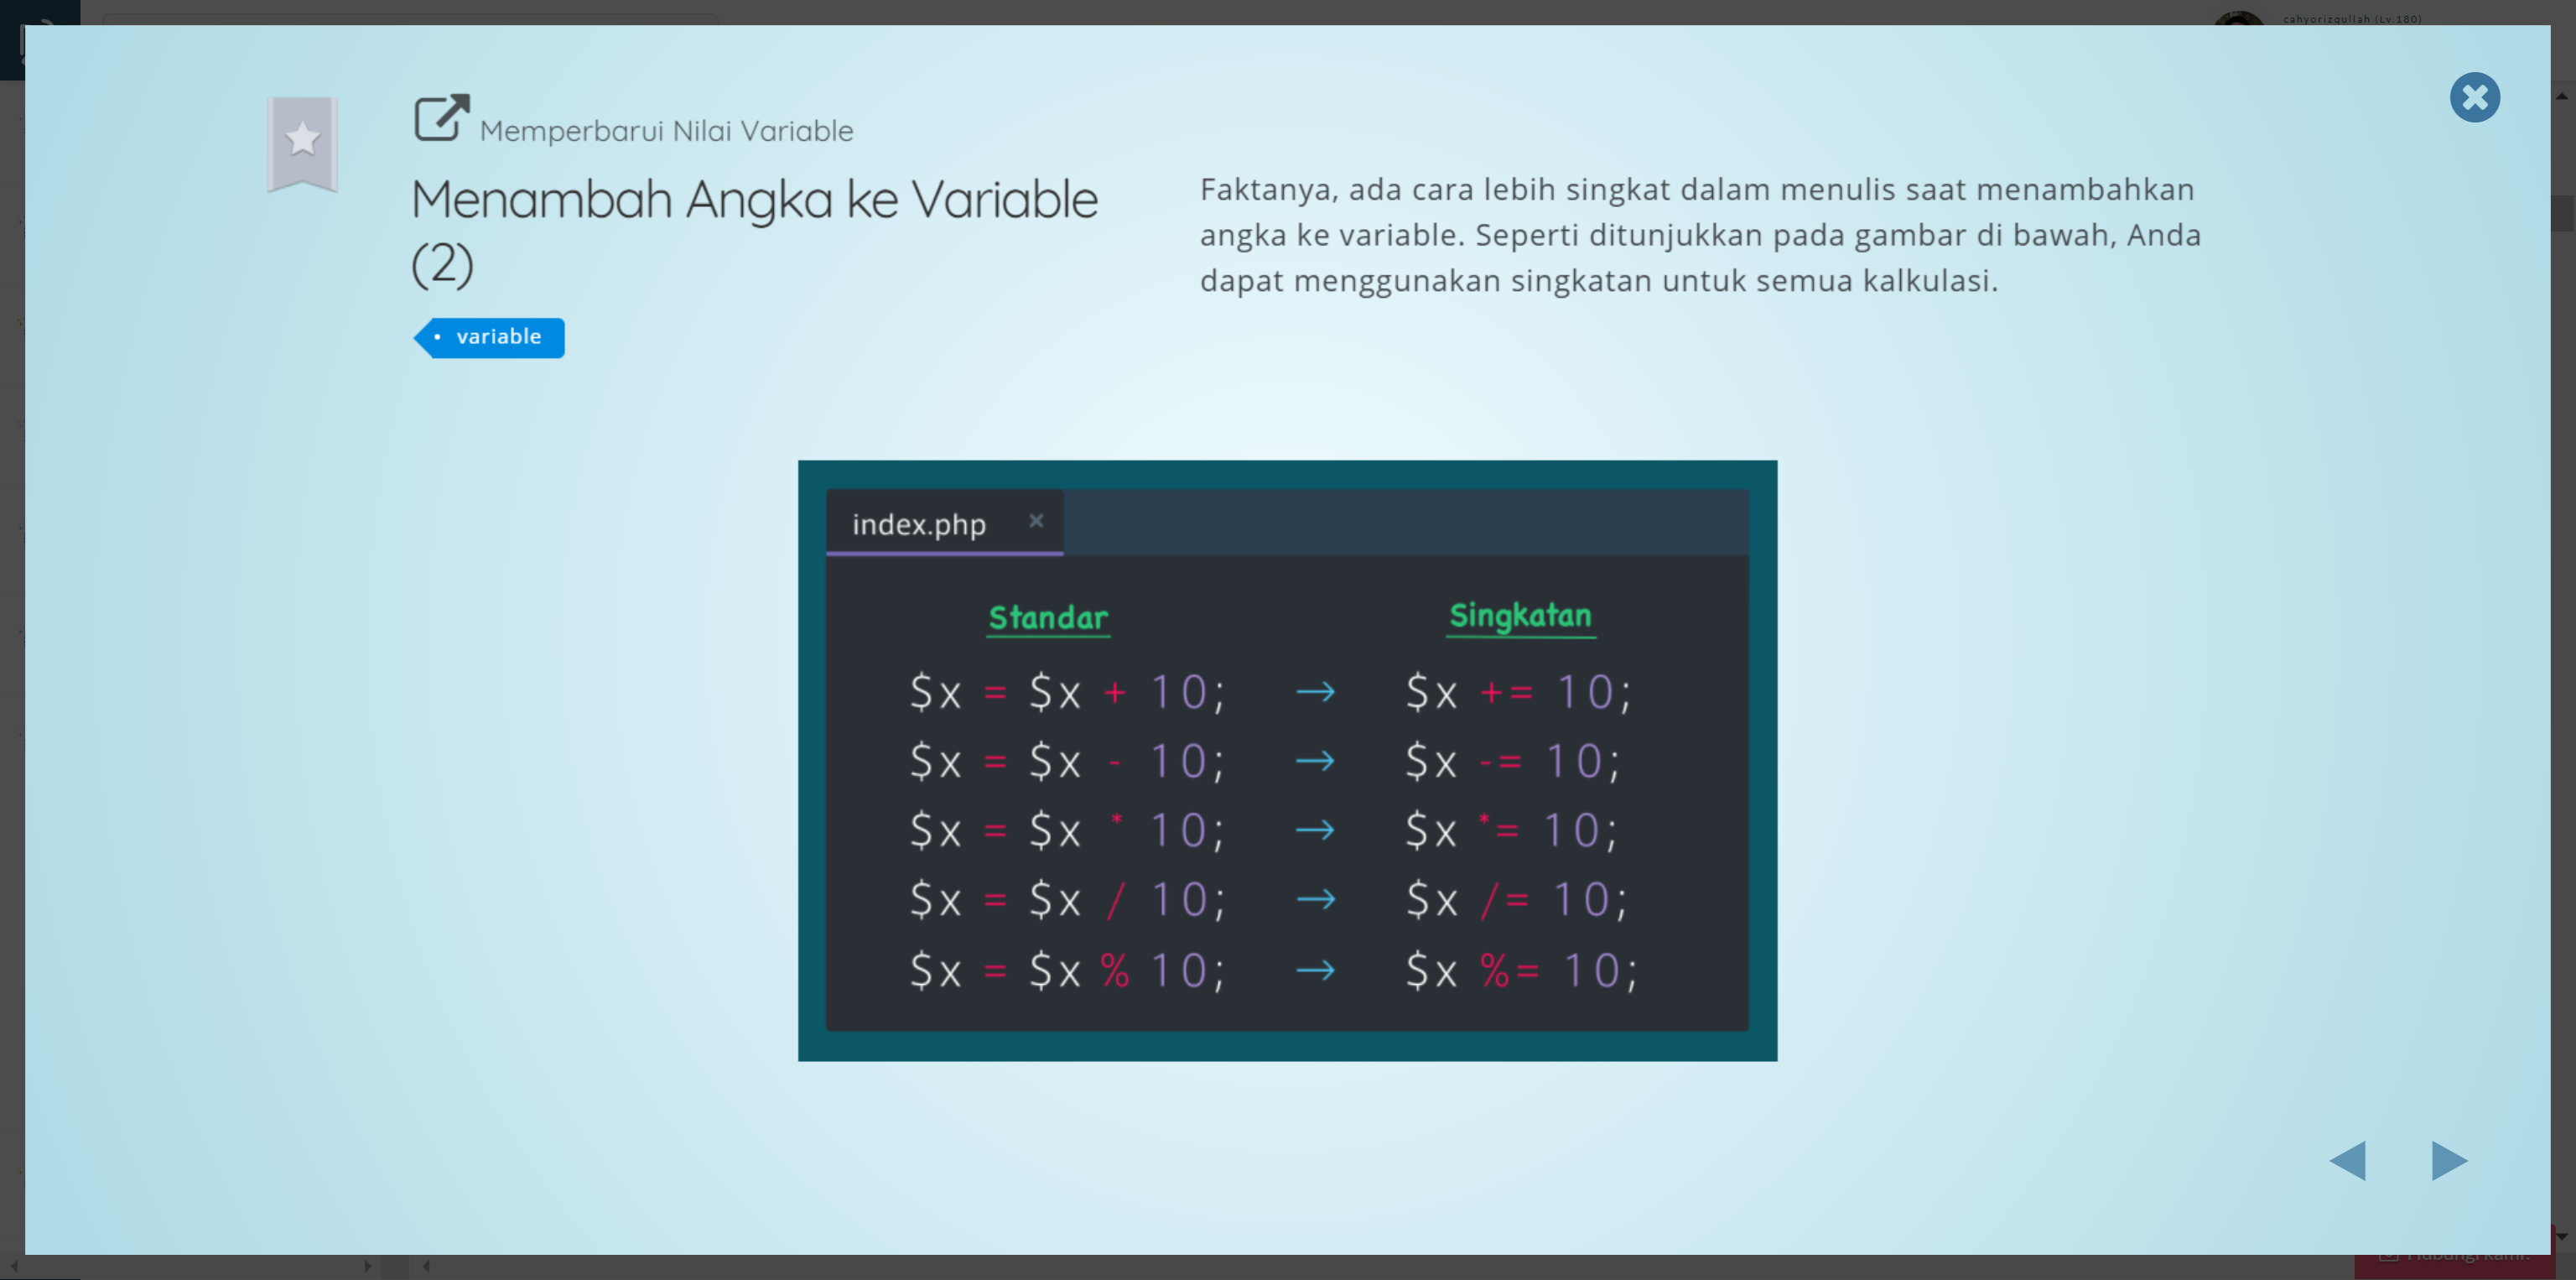 cahyorizqullah (Lv.180)
Memperbarui Nilai Variable
Menambah Angka ke Variable
(2)
• variable
Faktanya, ada cara lebih singkat dalam menulis saat menambahkan
angka ke variable. Seperti ditunjukkan pada gambar di bawah, Anda
dapat menggunakan singkatan untuk semua kalkulasi.
index.php ×
Standar Singkatan
$x = $x + 10; → $x += 10;
$x = $x - 10; → $x -= 10;
$x = $x * 10; → $x *= 10;
$x = $x / 10; → $x /= 10;
$x = $x % 10; → $x %= 10;